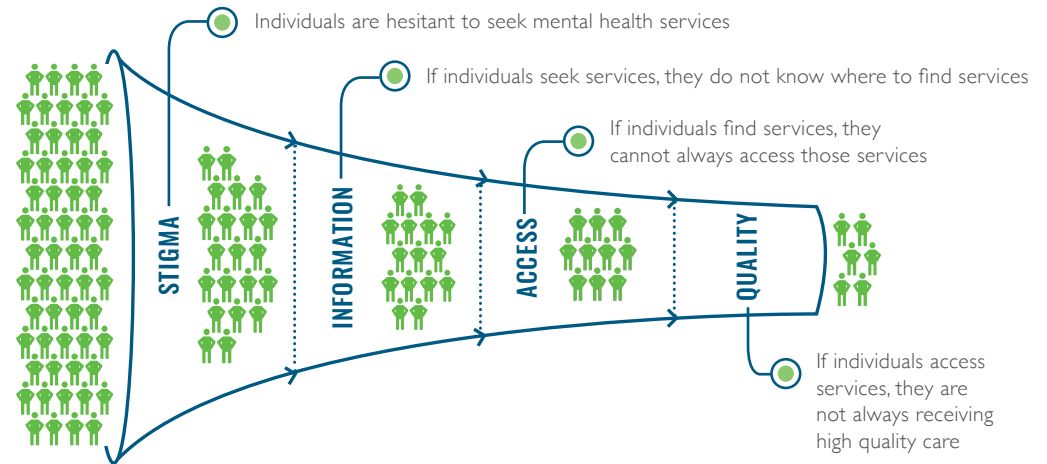 Individuals are hesitant to seek mental health services
If individuals seek services, they do not know where to find services
If individuals find services, they
cannot always access those services
STIGMA
INFORMATION
ACCESS
QUALITY
If individuals access
services, they are
not always receiving
high quality care